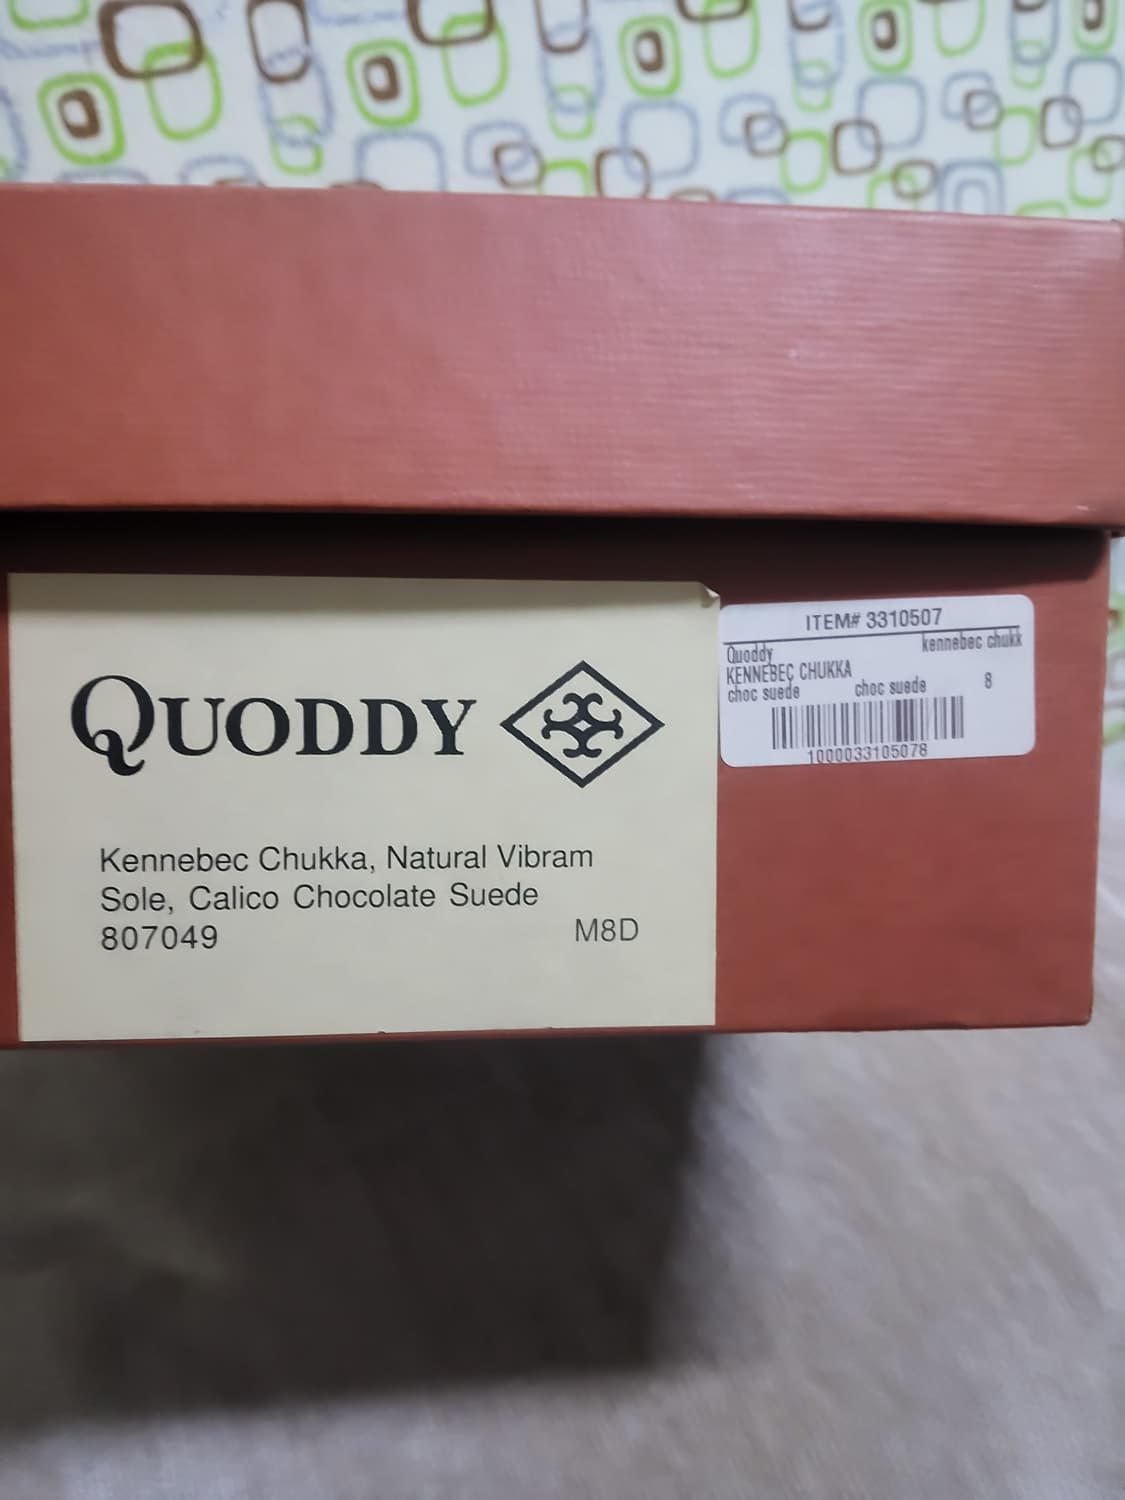 QUODDY
Kennebec Chukka, Natural Vibram
Sole, Calico Chocolate Suede
807049 M8D
ITEM# 3310507
kennebec chukk
Quoddy
KENNEBEC CHUKKA
choc suede choc suede 8
1000033105078